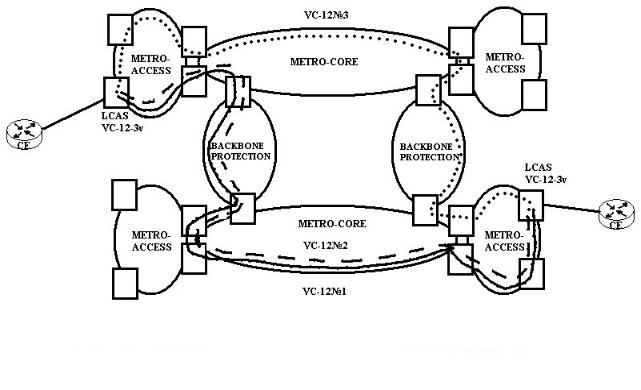 VC-12№3
METRO-
ACCESS
METRO-CORE
METRO-
ACCESS
LCAS
VC-12-3v
CE
BACKBONE
PROTECTION
BACKBONE
PROTECTION
LCAS
VC-12-3v
CE
METRO-
ACCESS
METRO-CORE
VC-12№2
METRO-
ACCESS
VC-12№1